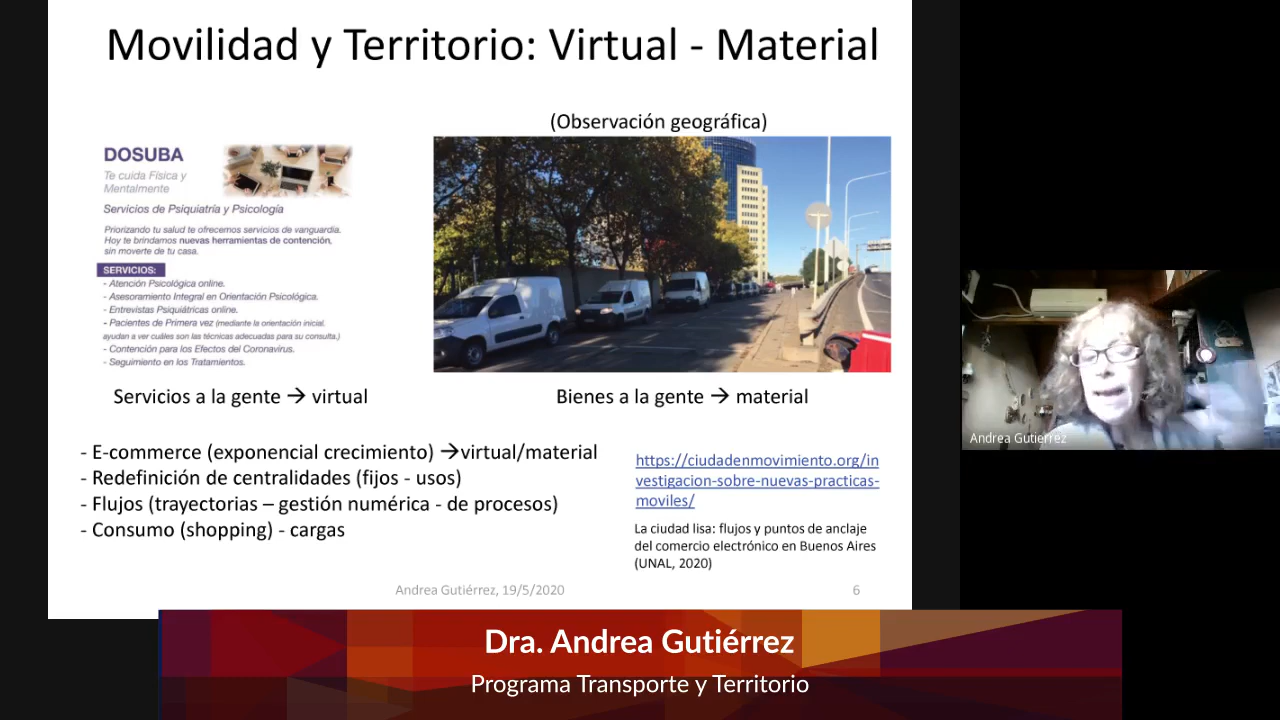 Movilidad y Territorio: Virtual - Material
(Observación geográfica)
DOSUBA
Te cuida Física y
Mentalmente
Servicios de Psiquiatría y Psicología
Priorizando tu salud te ofrecemos servicios de vanguardia.
Hoy te brindamos nuevas herramientas de contención,
sin moverte de tu casa.
SERVICIOS:
- Atención Psicológica online.
- Asesoramiento Integral en Orientación Psicológica.
- Entrevistas Psiquiátricas online.
- Pacientes de Primera vez (mediante la orientación inicial,
ayudan a ver cuáles son las técnicas adecuadas para su consulta.)
- Contención para los Efectos del Coronavirus.
- Seguimiento en los Tratamientos.
Servicios a la gente → virtual
Bienes a la gente → material
- E-commerce (exponencial crecimiento) →virtual/material
- Redefinición de centralidades (fijos - usos)
- Flujos (trayectorias – gestión numérica - de procesos)
- Consumo (shopping) - cargas
https://ciudadenmovimiento.org/in
vestigacion-sobre-nuevas-practicas-
moviles/
La ciudad lisa: flujos y puntos de anclaje
del comercio electrónico en Buenos Aires
(UNAL, 2020)
Andrea Gutiérrez, 19/5/2020
6
Andrea Gutierrez
Dra. Andrea Gutiérrez
Programa Transporte y Territorio